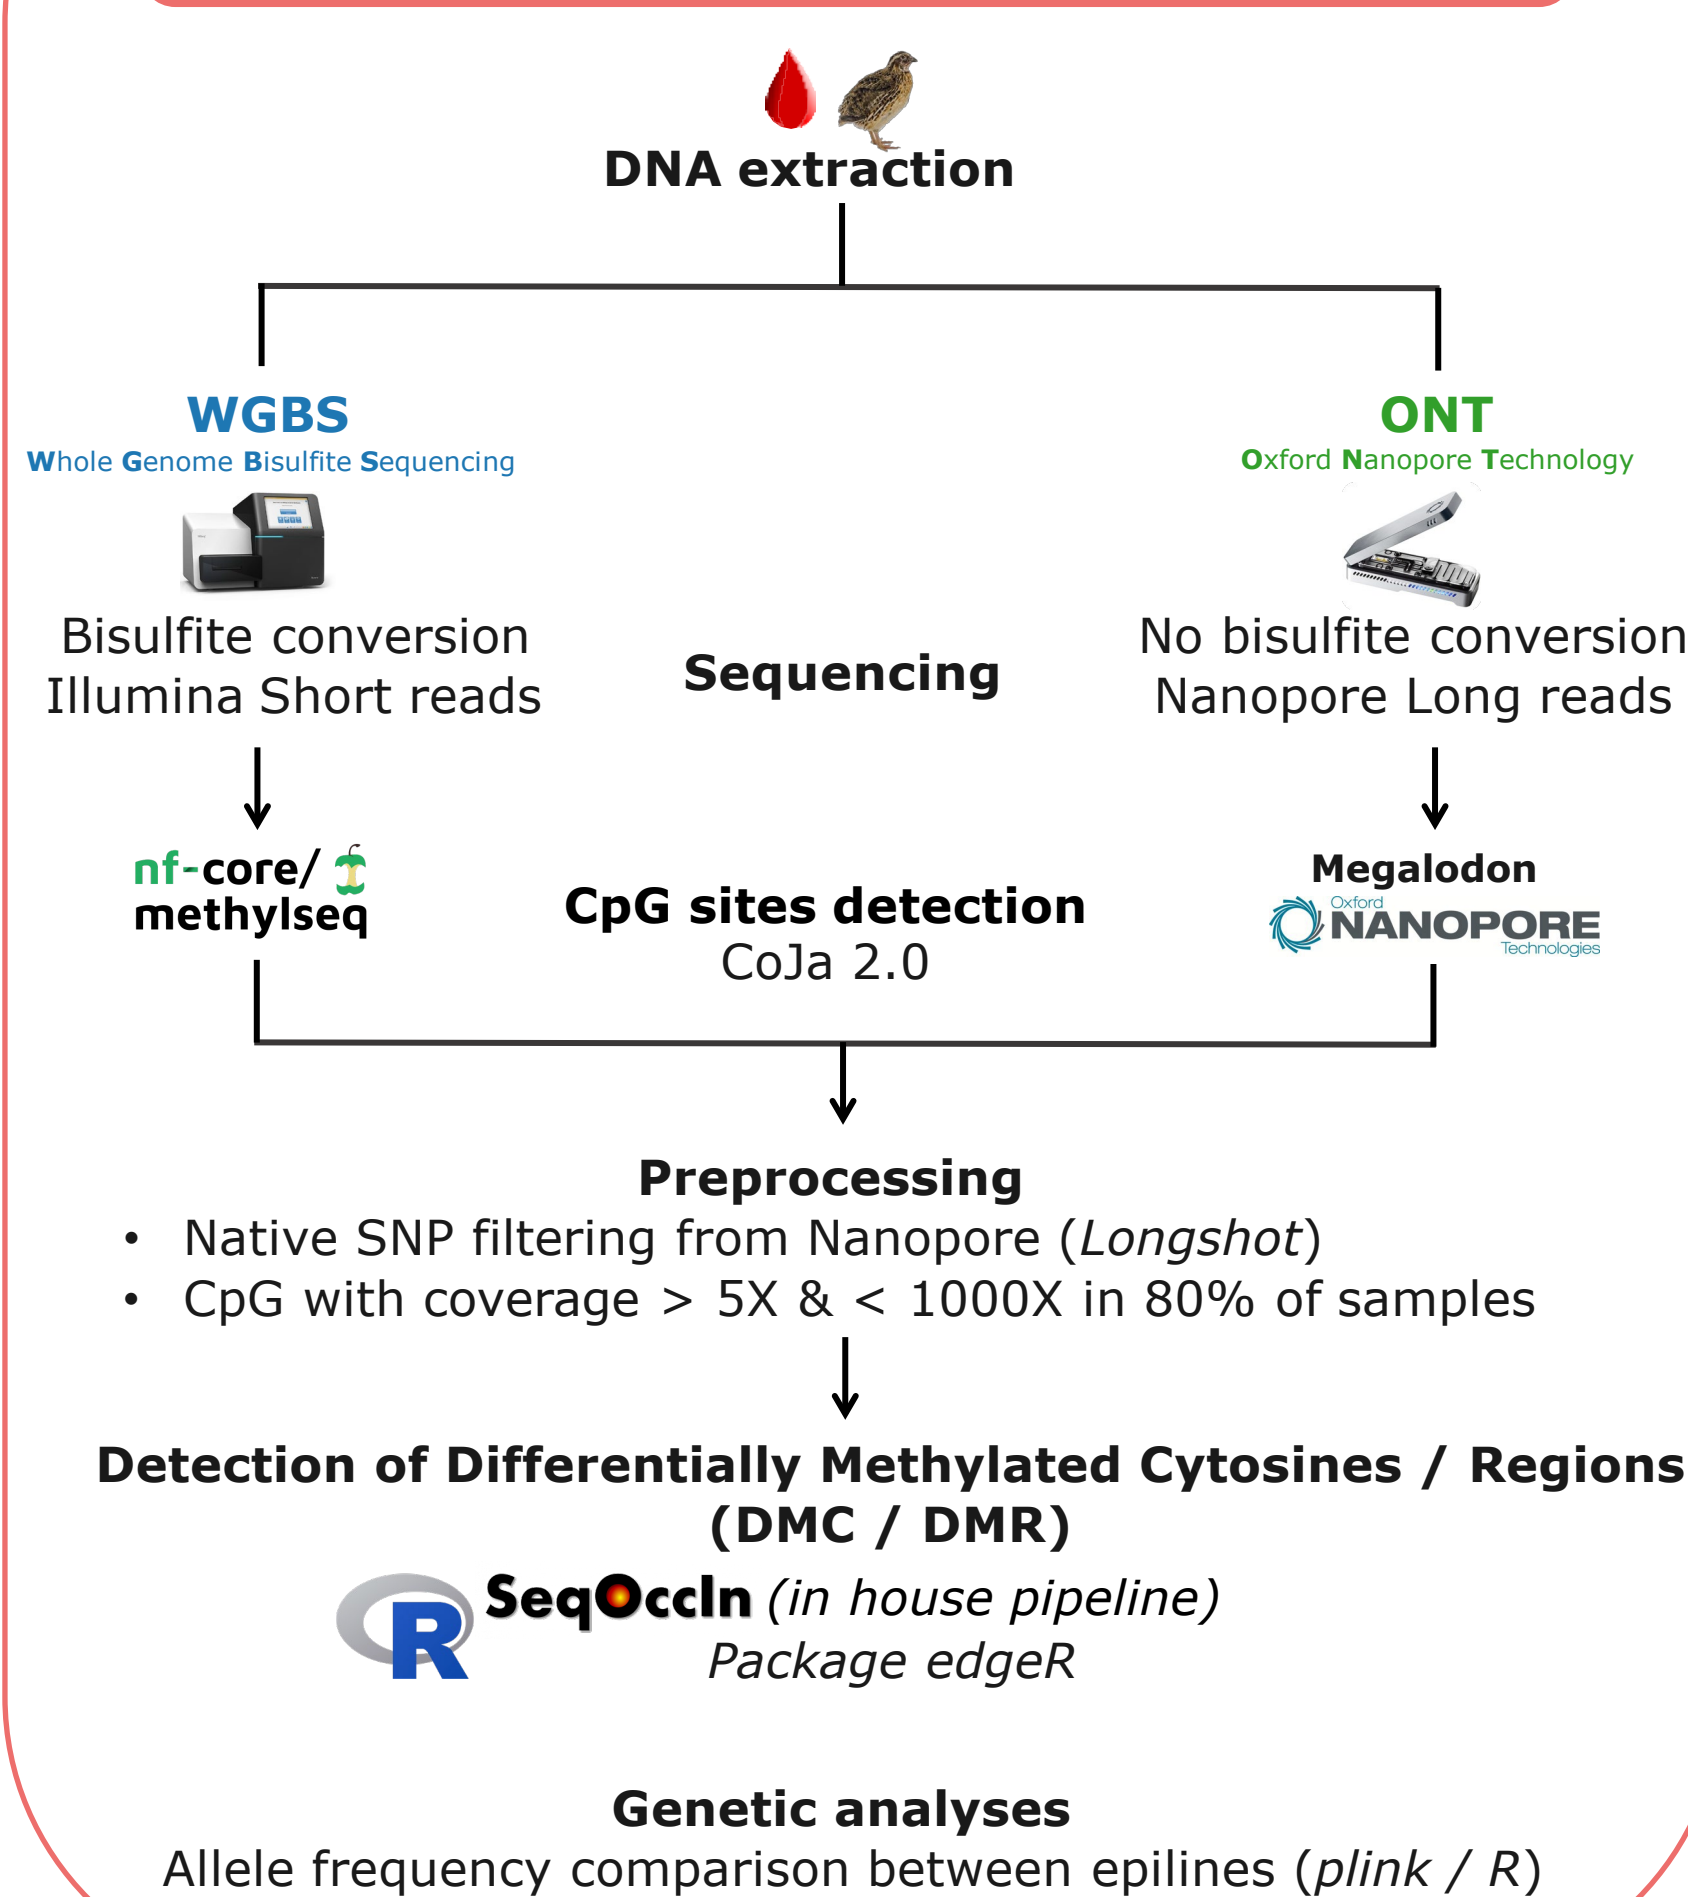 DNA extraction
WGBS
Whole Genome Bisulfite Sequencing
ONT
Oxford Nanopore Technology
Bisulfite conversion
Illumina Short reads
Sequencing
No bisulfite conversion
Nanopore Long reads
nf-core/
methylseq
CpG sites detection
CoJa 2.0
Megalodon
Oxford
NANOPORE
Technologies
Preprocessing
• Native SNP filtering from Nanopore (Longshot)
• CpG with coverage > 5X & < 1000X in 80% of samples
Detection of Differentially Methylated Cytosines / Regions
(DMC / DMR)
R
SeqOccIn (in house pipeline)
Package edgeR
Genetic analyses
Allele frequency comparison between epilines (plink / R)